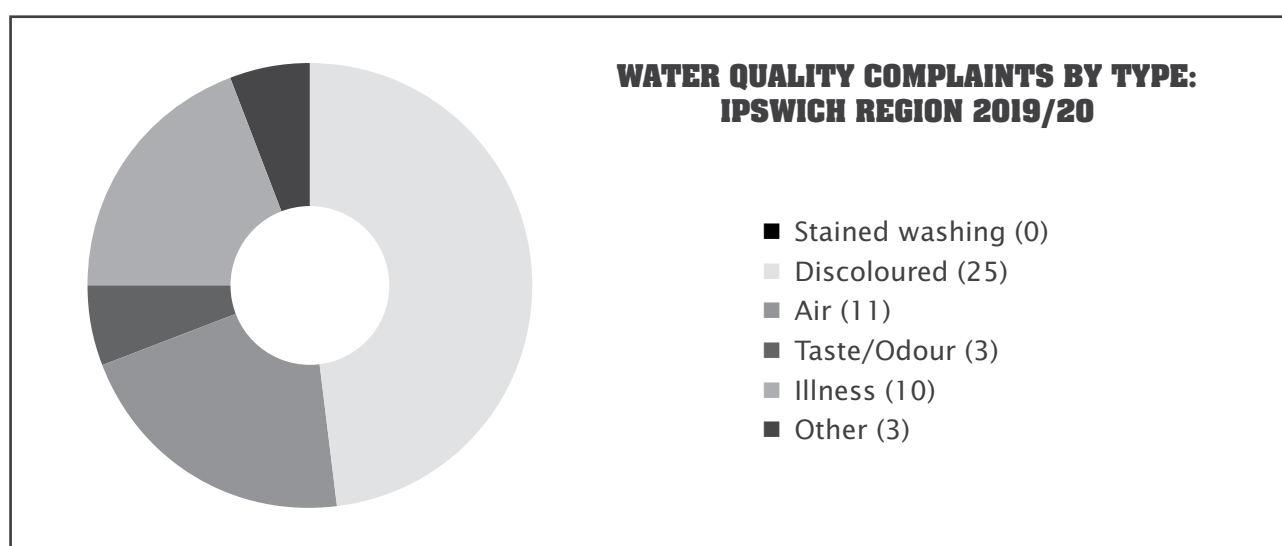 WATER QUALITY COMPLAINTS BY TYPE:
IPSWICH REGION 2019/20
Stained washing (0)
Discoloured (25)
Air (11)
Taste/Odour (3)
Illness (10)
Other (3)